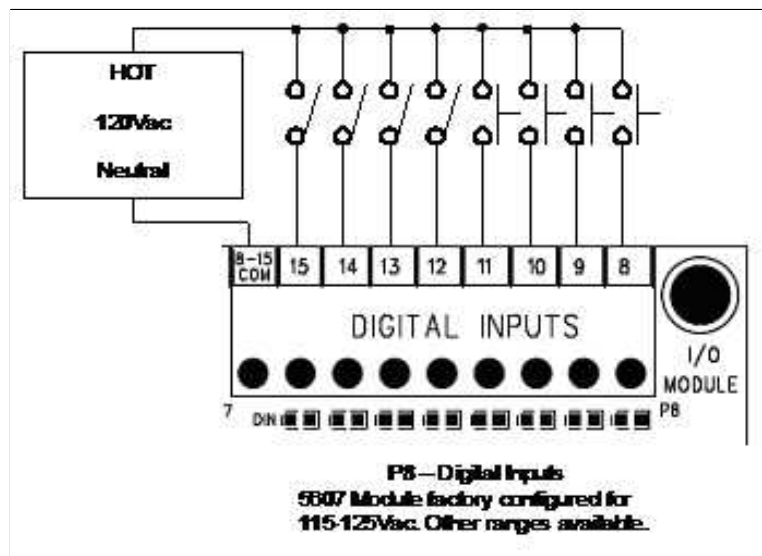 HOT
120Vac
Neutral
8-15
COM
15 14 13 12 11 10 9 8
DIGITAL INPUTS
I/O
MODULE
7
DIN
P8
P8 – Digital Inputs
5607 Module factory configured for
115-125Vac. Other ranges available.